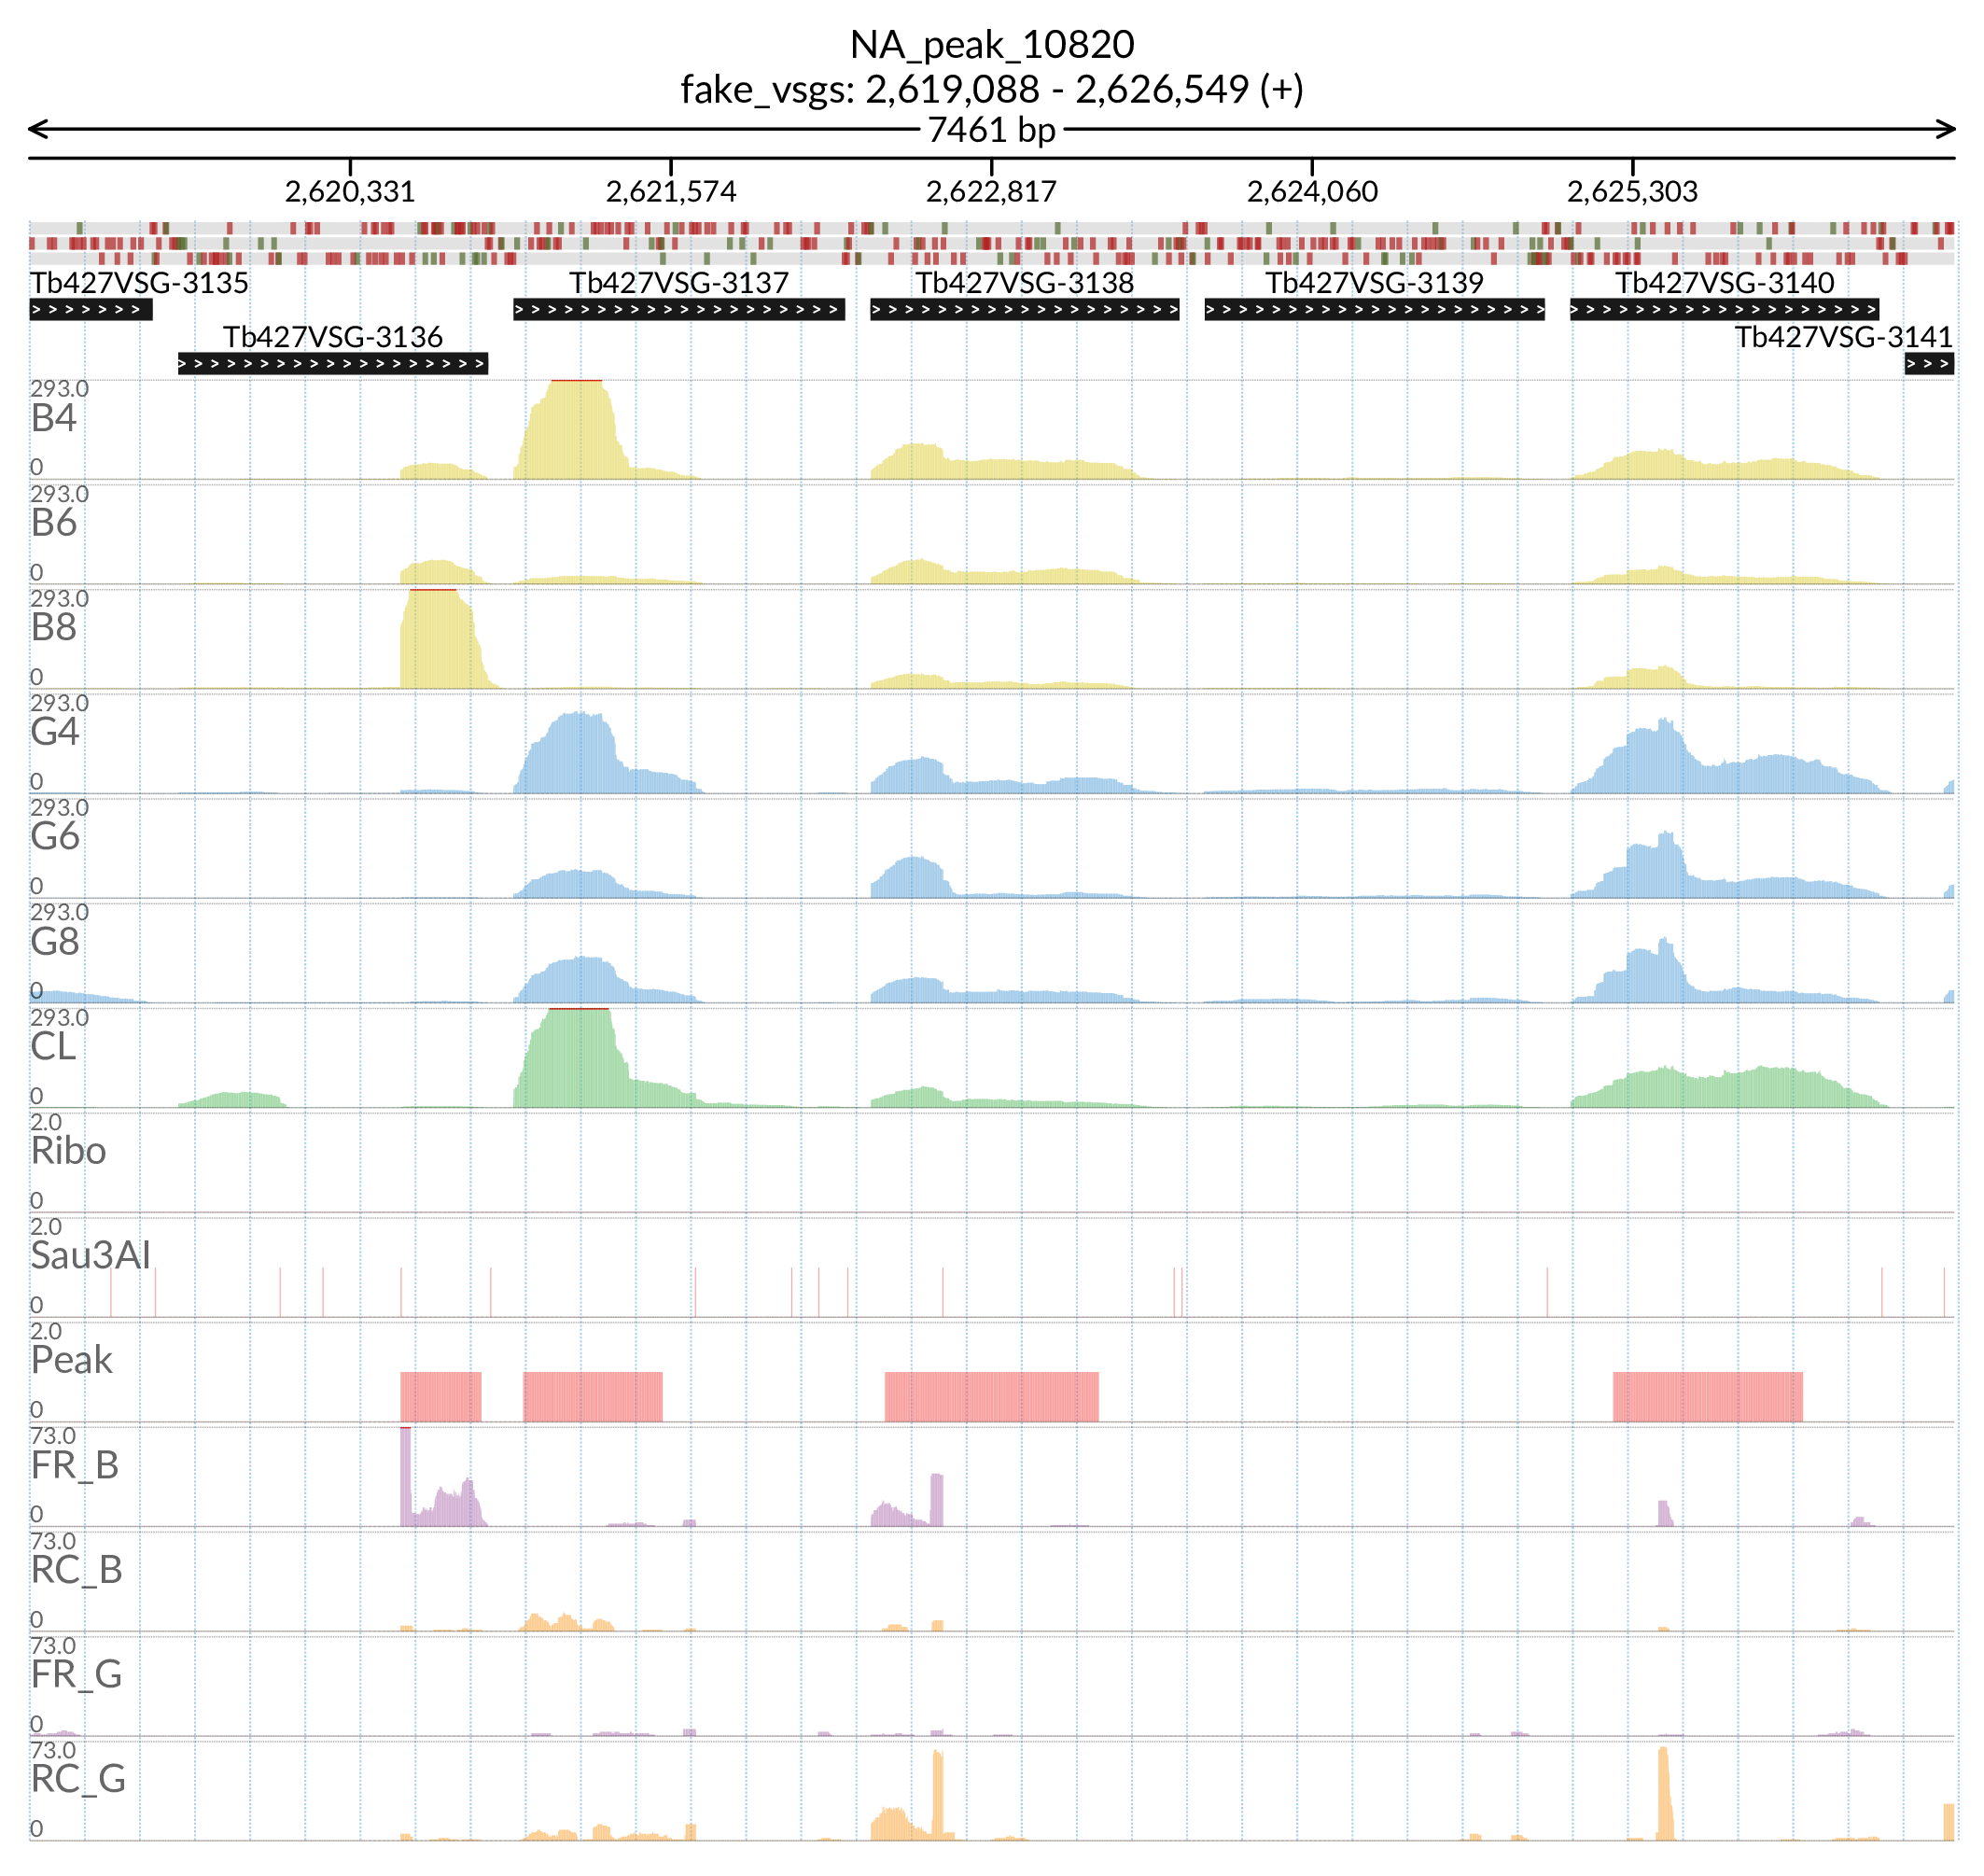 NA_peak_10820
fake_vsgs: 2,619,088 - 2,626,549 (+)
7461 bp
2,620,331 2,621,574 2,622,817 2,624,060 2,625,303
Tb427VSG-3135 Tb427VSG-3137 Tb427VSG-3138 Tb427VSG-3139 Tb427VSG-3140
Tb427VSG-3136 Tb427VSG-3141
293.0
B4
0
293.0
B6
0
293.0
B8
0
293.0
G4
0
293.0
G6
0
293.0
G8
0
293.0
CL
0
2.0
Ribo
0
2.0
Sau3AI
0
2.0
Peak
0
73.0
FR_B
0
73.0
RC_B
0
73.0
FR_G
0
73.0
RC_G
0